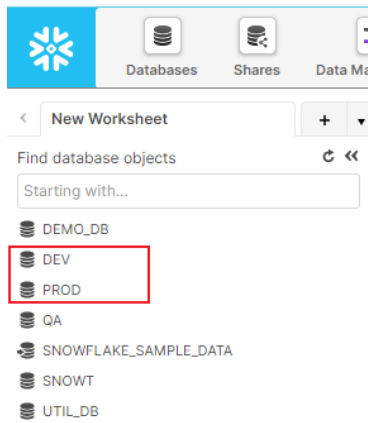 Databases Shares Data Ma
New Worksheet
Find database objects
Starting with...
DEMO_DB
DEV
PROD
QA
SNOWFLAKE_SAMPLE_DATA
SNOWT
UTIL_DB